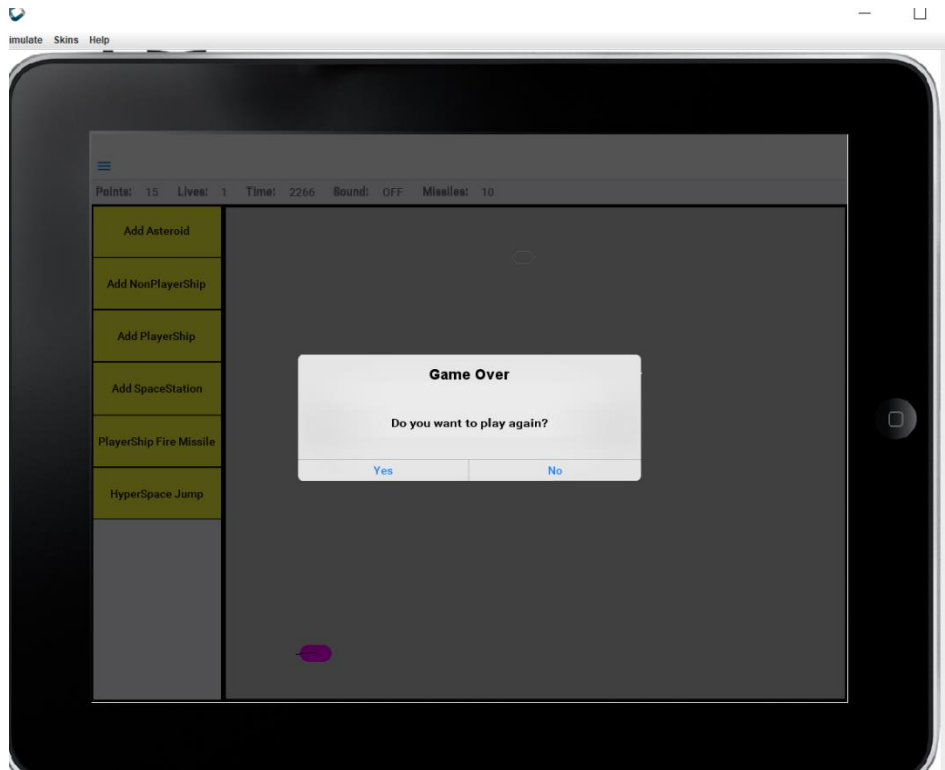 imulate Skins Help
Points: 15 Lives: 1 Time: 2266 Bound: OFF Missiles: 10
Add Asteroid
Add NonPlayerShip
Add PlayerShip
Add SpaceStation
PlayerShip Fire Missile
HyperSpace Jump
Game Over
Do you want to play again?
Yes No